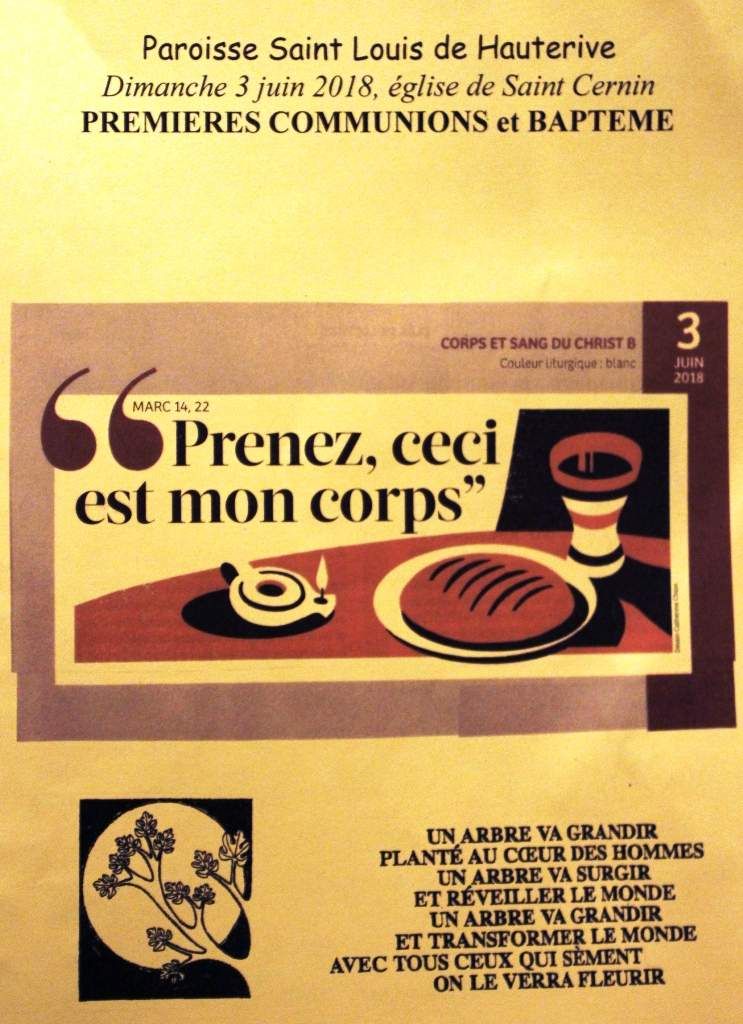 Paroisse Saint Louis de Hauterive
Dimanche 3 juin 2018, église de Saint Cernin
PREMIERES COMMUNIONS et BAPTEME
CORPS ET SANG DU CHRIST B
Couleur liturgique : blanc
3
JUIN
2018
MARC 14, 22
“Prenez, ceci
est mon corps”
UN ARBRE VA GRANDIR
PLANTÉ AU CŒUR DES HOMMES
UN ARBRE VA SURGIR
ET RÉVEILLER LE MONDE
UN ARBRE VA GRANDIR
ET TRANSFORMER LE MONDE
AVEC TOUS CEUX QUI SÈMENT
ON LE VERRA FLEURIR